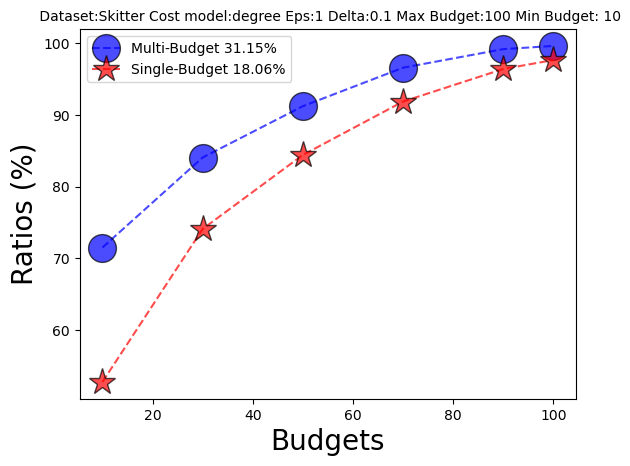 Dataset:Skitter Cost model:degree Eps:1 Delta:0.1 Max Budget:100 Min Budget: 10
Multi-Budget 31.15%
Single-Budget 18.06%
100
90
80
70
60
Ratios (%)
20
40
60
80
100
Budgets